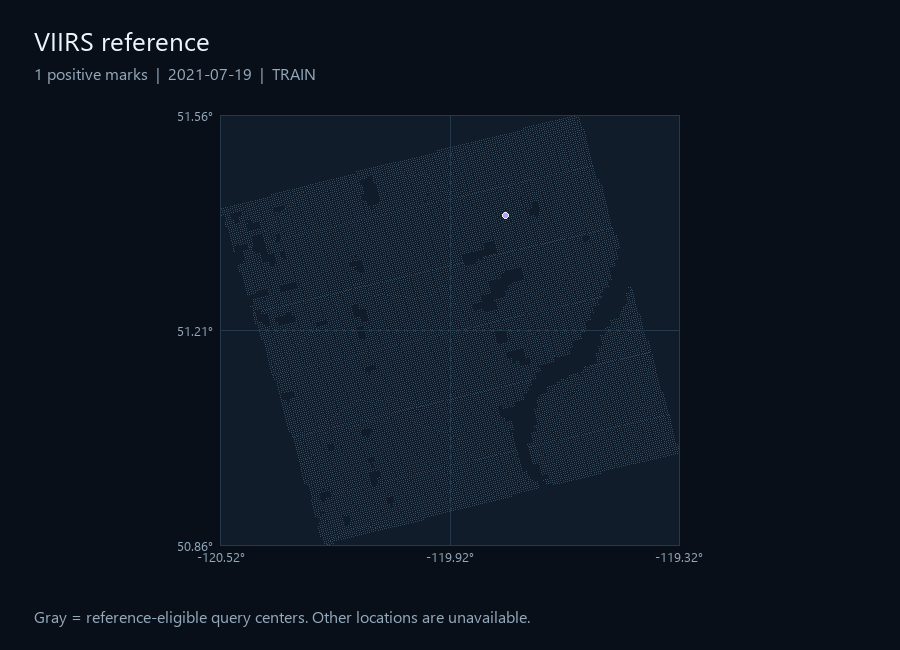 VIIRS reference
1 positive marks | 2021-07-19 | TRAIN
51.56°
51.21°
50.86°
-120.52° -119.92° -119.32°
Gray = reference-eligible query centers. Other locations are unavailable.